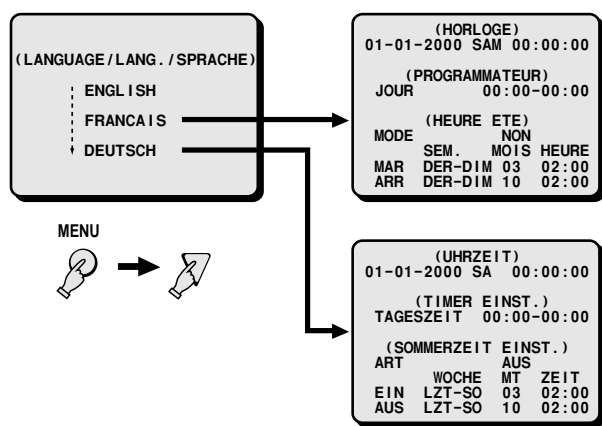 (LANGUAGE/LANG./SPRACHE)
ENGLISH
FRANCAIS
DEUTSCH
MENU
(HORLOGE)
01-01-2000 SAM 00:00:00
(PROGRAMMATEUR)
JOUR 00:00-00:00
(HEURE ETE)
MODE NON
SEM. MOIS HEURE
MAR DER-DIM 03 02:00
ARR DER-DIM 10 02:00
(UHRZEIT)
01-01-2000 SA 00:00:00
(TIMER EINST.)
TAGESZEIT 00:00-00:00
(SOMMERZEIT EINST.)
ART AUS
WOCHE MT ZEIT
EIN LZT-SO 03 02:00
AUS LZT-SO 10 02:00